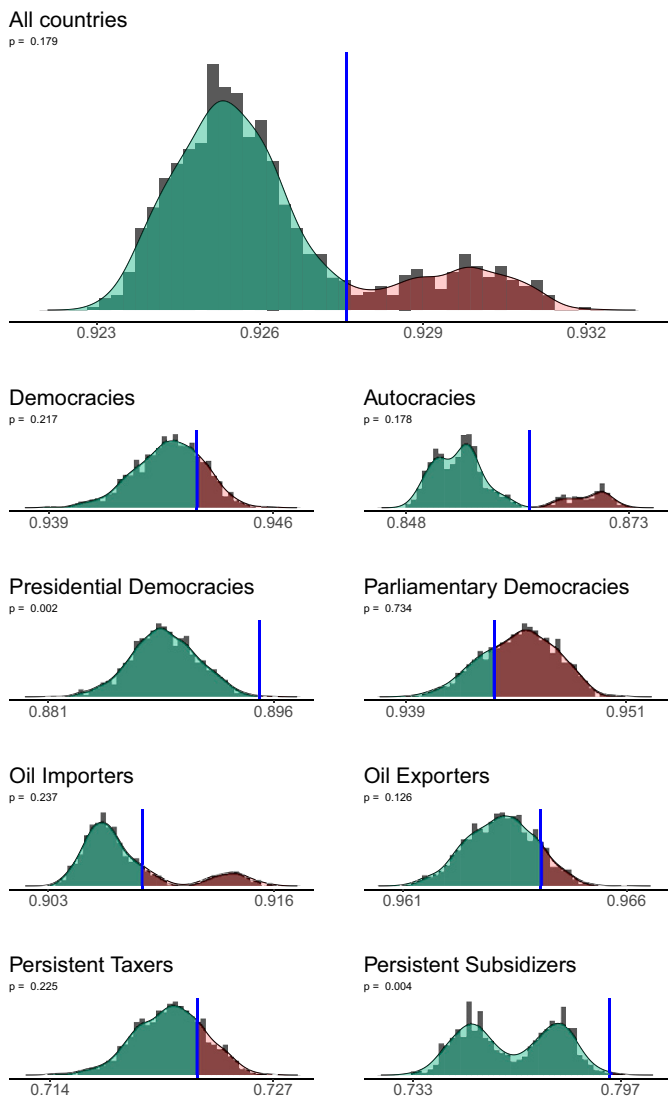 All countries
p = 0.179
0.923 0.926 0.929 0.932
Democracies
p = 0.217
0.939 0.946
Autocracies
p = 0.178
0.848 0.873
Presidential Democracies
p = 0.002
0.881 0.896
Parliamentary Democracies
p = 0.734
0.939 0.951
Oil Importers
p = 0.237
0.903 0.916
Oil Exporters
p = 0.126
0.961 0.966
Persistent Taxers
p = 0.225
0.714 0.727
Persistent Subsidizers
p = 0.004
0.733 0.797